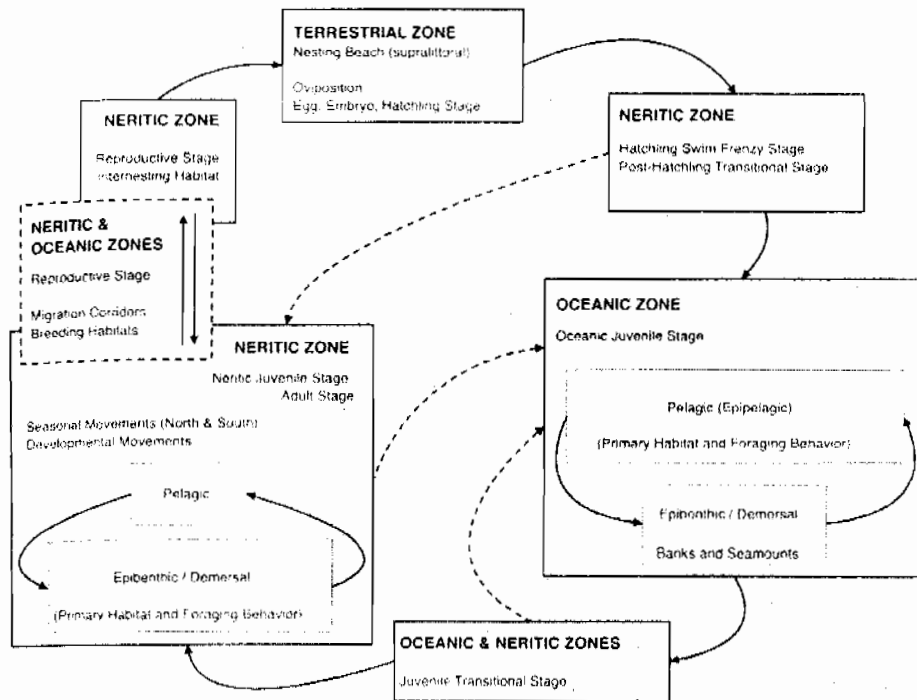 TERRESTRIAL ZONE
Nesting Beach (supralittoral)
Oviposition
Egg, Embryo, Hatchling Stage
NERITIC ZONE
Reproductive Stage
Internesting Habitat
NERITIC ZONE
Hatchling Swim Frenzy Stage
Post-Hatchling Transitional Stage
NERITIC &
OCEANIC ZONES
Reproductive Stage
Migration Corridors
Breeding Habitats
OCEANIC ZONE
Oceanic Juvenile Stage
Pelagic (Epipelagic)
(Primary Habitat and Foraging Behavior)
Epibenthic / Demersal
Banks and Seamounts
NERITIC ZONE
Neritic Juvenile Stage
Adult Stage
Seasonal Movements (North & South)
Developmental Movements
Pelagic
Epibenthic / Demersal
(Primary Habitat and Foraging Behavior)
OCEANIC & NERITIC ZONES
Juvenile Transitional Stage